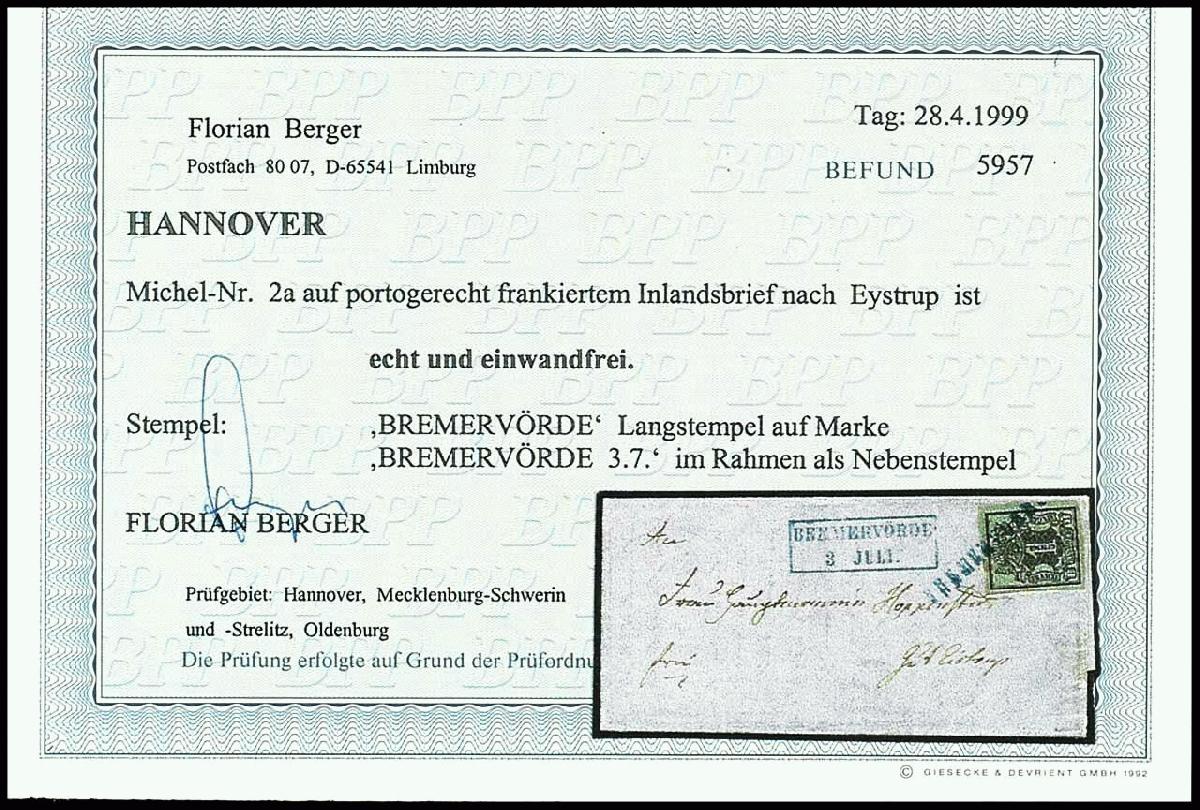 Florian Berger
Postfach 80 07, D-65541 Limburg
Tag: 28.4.1999
BEFUND 5957
HANNOVER
Michel-Nr. 2a auf portogerecht frankiertem Inlandsbrief nach Eystrup ist
echt und einwandfrei.
Stempel: ‚BREMERVÖRDE‘ Langstempel auf Marke
‚BREMERVÖRDE 3.7.‘ im Rahmen als Nebenstempel
FLORIAN BERGER
Prüfgebiet: Hannover, Mecklenburg-Schwerin
und -Strelitz, Oldenburg
Die Prüfung erfolgte auf Grund der Prüfordnu
BREMERVÖRDE
3 JULI.
Frau
© GIESECKE & DEVRIENT GMBH 1992